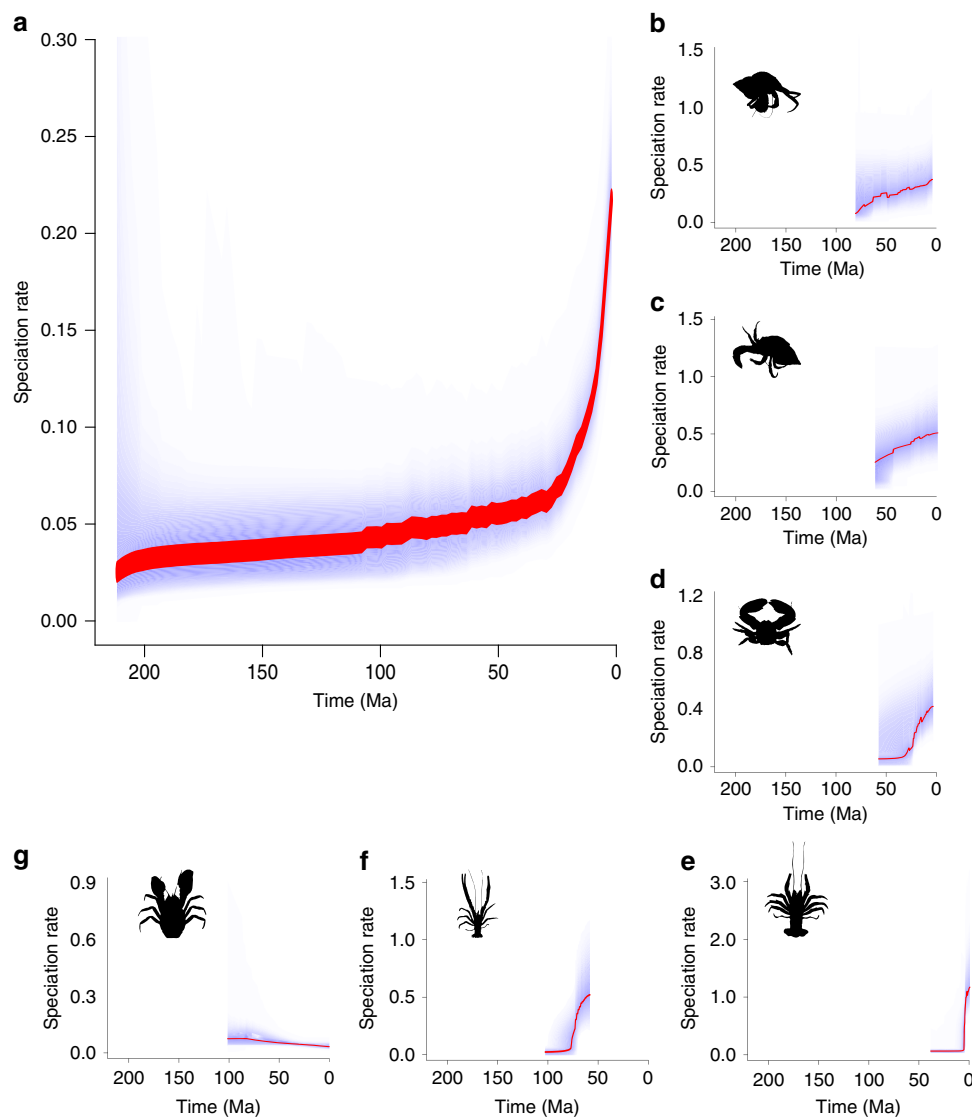 a
0.30
0.25
0.20
0.15
0.10
0.05
0.00
Speciation rate
200 150 100 50 0
Time (Ma)
b
1.5
1.0
0.5
0.0
Speciation rate
200 150 100 50 0
Time (Ma)
c
1.5
1.0
0.5
0.0
Speciation rate
200 150 100 50 0
Time (Ma)
d
1.2
0.8
0.4
0.0
Speciation rate
200 150 100 50 0
Time (Ma)
g
0.9
0.6
0.3
0.0
Speciation rate
200 150 100 50 0
Time (Ma)
f
1.5
1.0
0.5
0.0
Speciation rate
200 150 100 50 0
Time (Ma)
e
3.0
2.0
1.0
0.0
Speciation rate
200 150 100 50 0
Time (Ma)